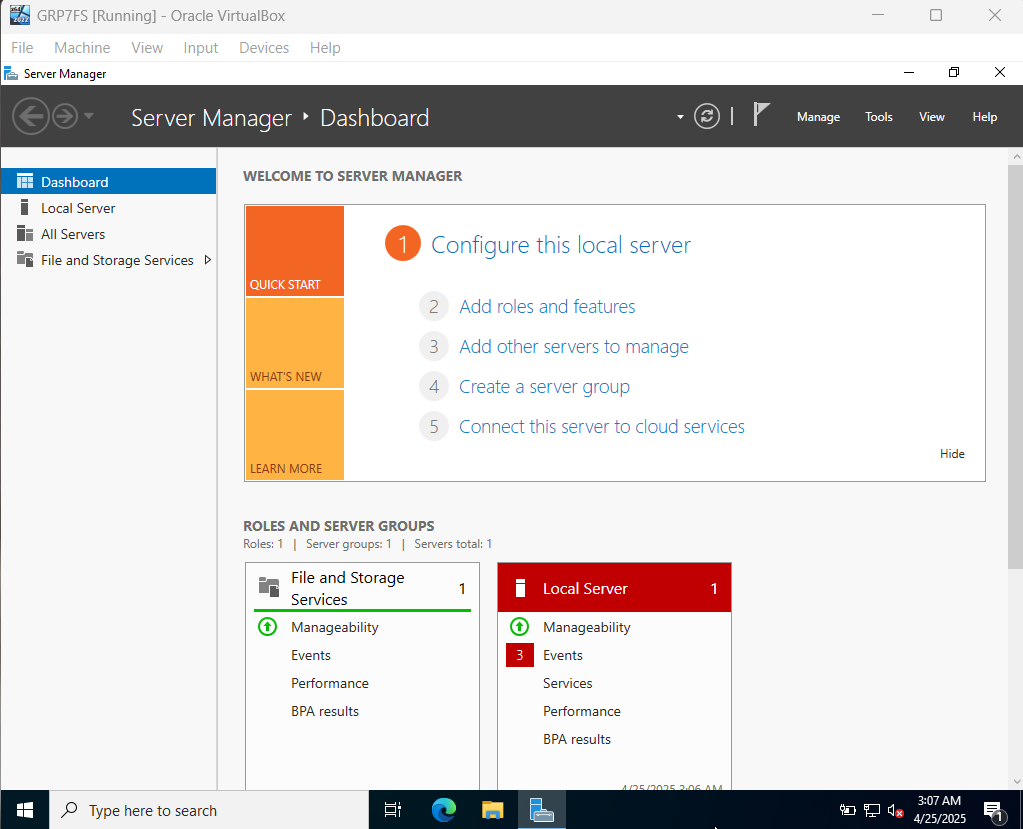 GRP7FS [Running] - Oracle VirtualBox
File Machine View Input Devices Help
Server Manager
Server Manager Dashboard
Manage Tools View Help
Dashboard
Local Server
All Servers
File and Storage Services
WELCOME TO SERVER MANAGER
QUICK START
WHAT'S NEW
LEARN MORE
1 Configure this local server
2 Add roles and features
3 Add other servers to manage
4 Create a server group
5 Connect this server to cloud services
Hide
ROLES AND SERVER GROUPS
Roles: 1 | Server groups: 1 | Servers total: 1
File and Storage
Services
1
Manageability
Events
Performance
BPA results
Local Server 1
Manageability
3 Events
Services
Performance
BPA results
4/25/2025 3:06 AM
Type here to search
3:07 AM
4/25/2025
1